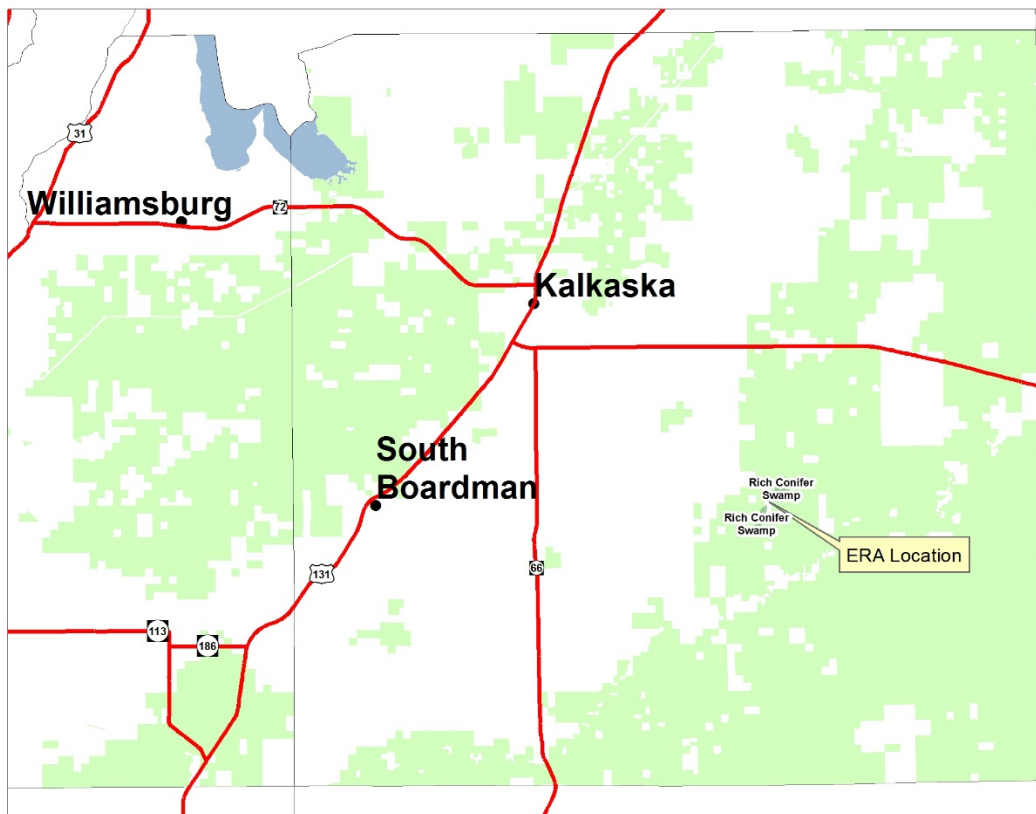 31
Williamsburg
72
Kalkaska
South
Boardman
Rich Conifer
Swamp
Rich Conifer
Swamp
ERA Location
131
66
113
186